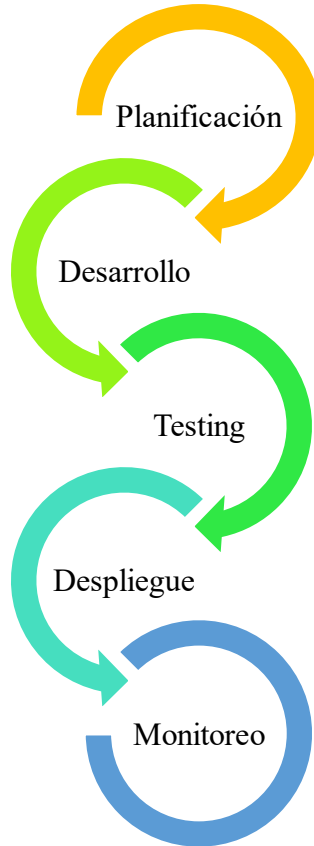 Planificación
Desarrollo
Testing
Despliegue
Monitoreo